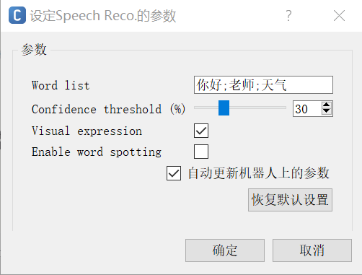 C 设定Speech Reco.的参数 ? ×
参数
Word list 你好;老师;天气
Confidence threshold (%) 30
Visual expression
Enable word spotting
自动更新机器人上的参数
恢复默认设置
确定 取消